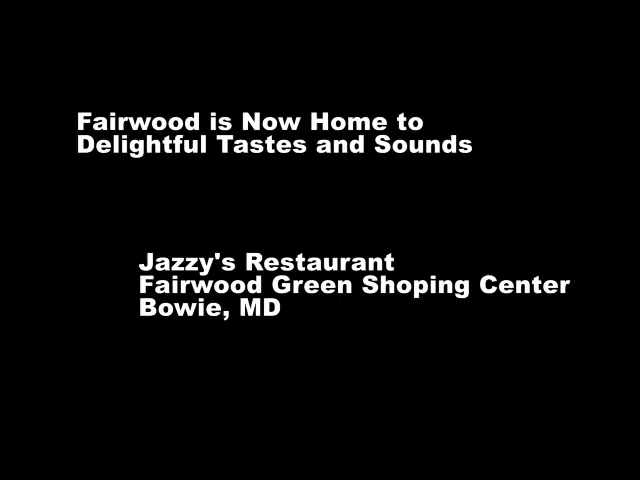 Fairwood is Now Home to
Delightful Tastes and Sounds
Jazzy's Restaurant
Fairwood Green Shoping Center
Bowie, MD